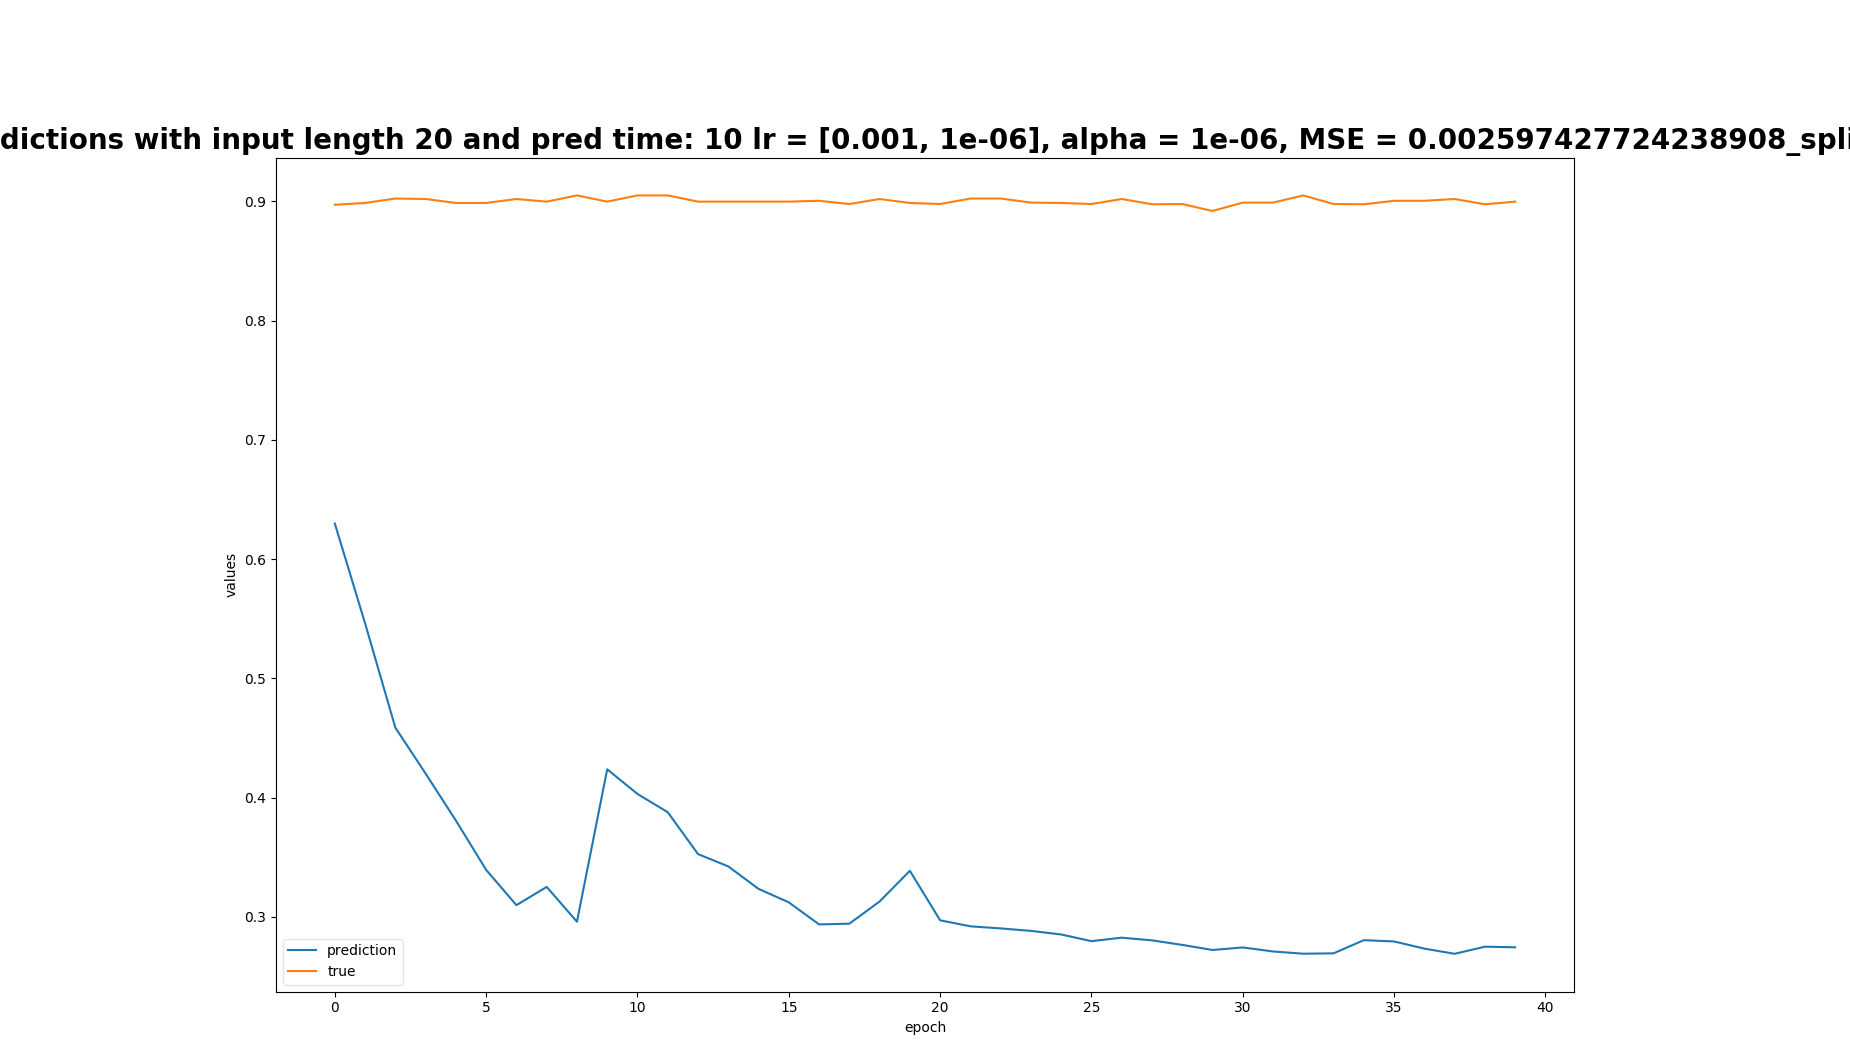 dictions with input length 20 and pred time: 10 lr = [0.001, 1e-06], alpha = 1e-06, MSE = 0.002597427724238908_spli
0.9
0.8
0.7
0.6
0.5
0.4
0.3
values
prediction
true
0 5 10 15 20 25 30 35 40
epoch